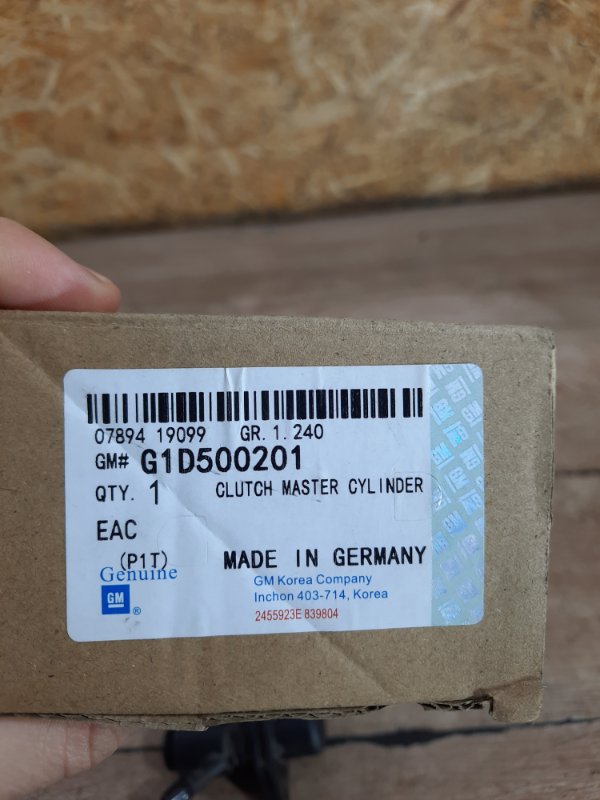 07894 19099 GR. 1. 240
GM# G1D500201
QTY. 1 CLUTCH MASTER CYLINDER
EAC
(P1T) MADE IN GERMANY
Genuine
GM Korea Company
GM ®
Inchon 403-714, Korea
2455923E 839804